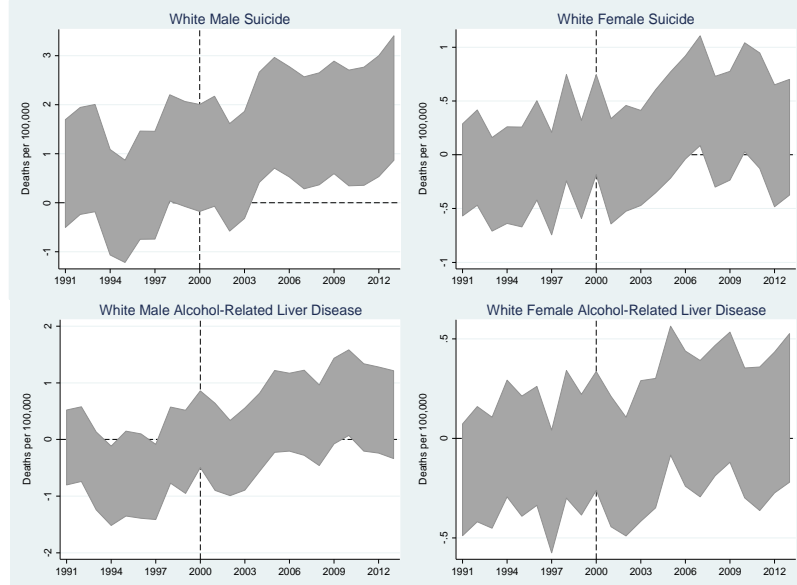 White Male Suicide
Deaths per 100,000
3
2
1
0
-1
1991 1994 1997 2000 2003 2006 2009 2012
White Female Suicide
Deaths per 100,000
1
.5
0
-.5
-1
1991 1994 1997 2000 2003 2006 2009 2012
White Male Alcohol-Related Liver Disease
Deaths per 100,000
2
1
0
-1
-2
1991 1994 1997 2000 2003 2006 2009 2012
White Female Alcohol-Related Liver Disease
Deaths per 100,000
.5
0
-.5
1991 1994 1997 2000 2003 2006 2009 2012